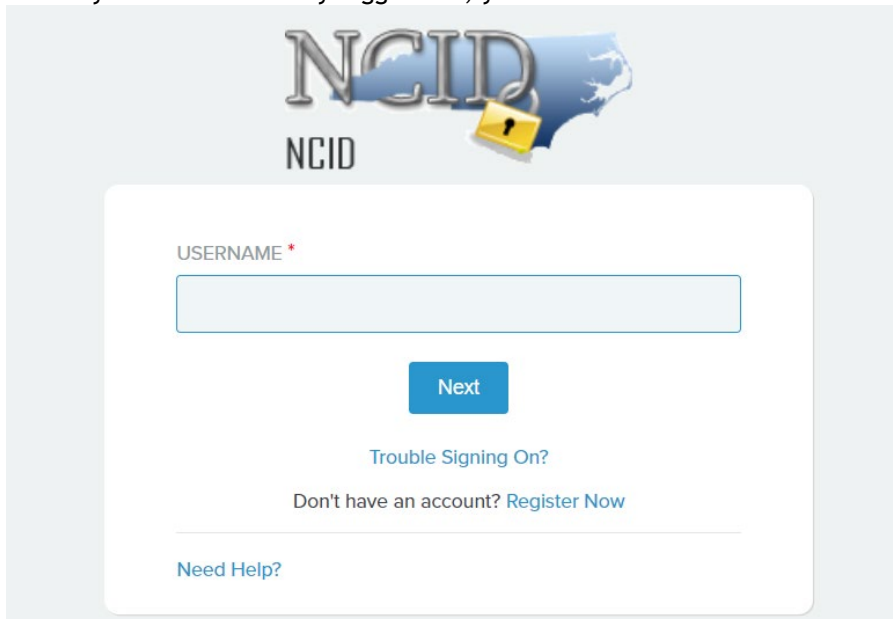 NCID
NCID
USERNAME *
Next
Trouble Signing On?
Don't have an account? Register Now
Need Help?